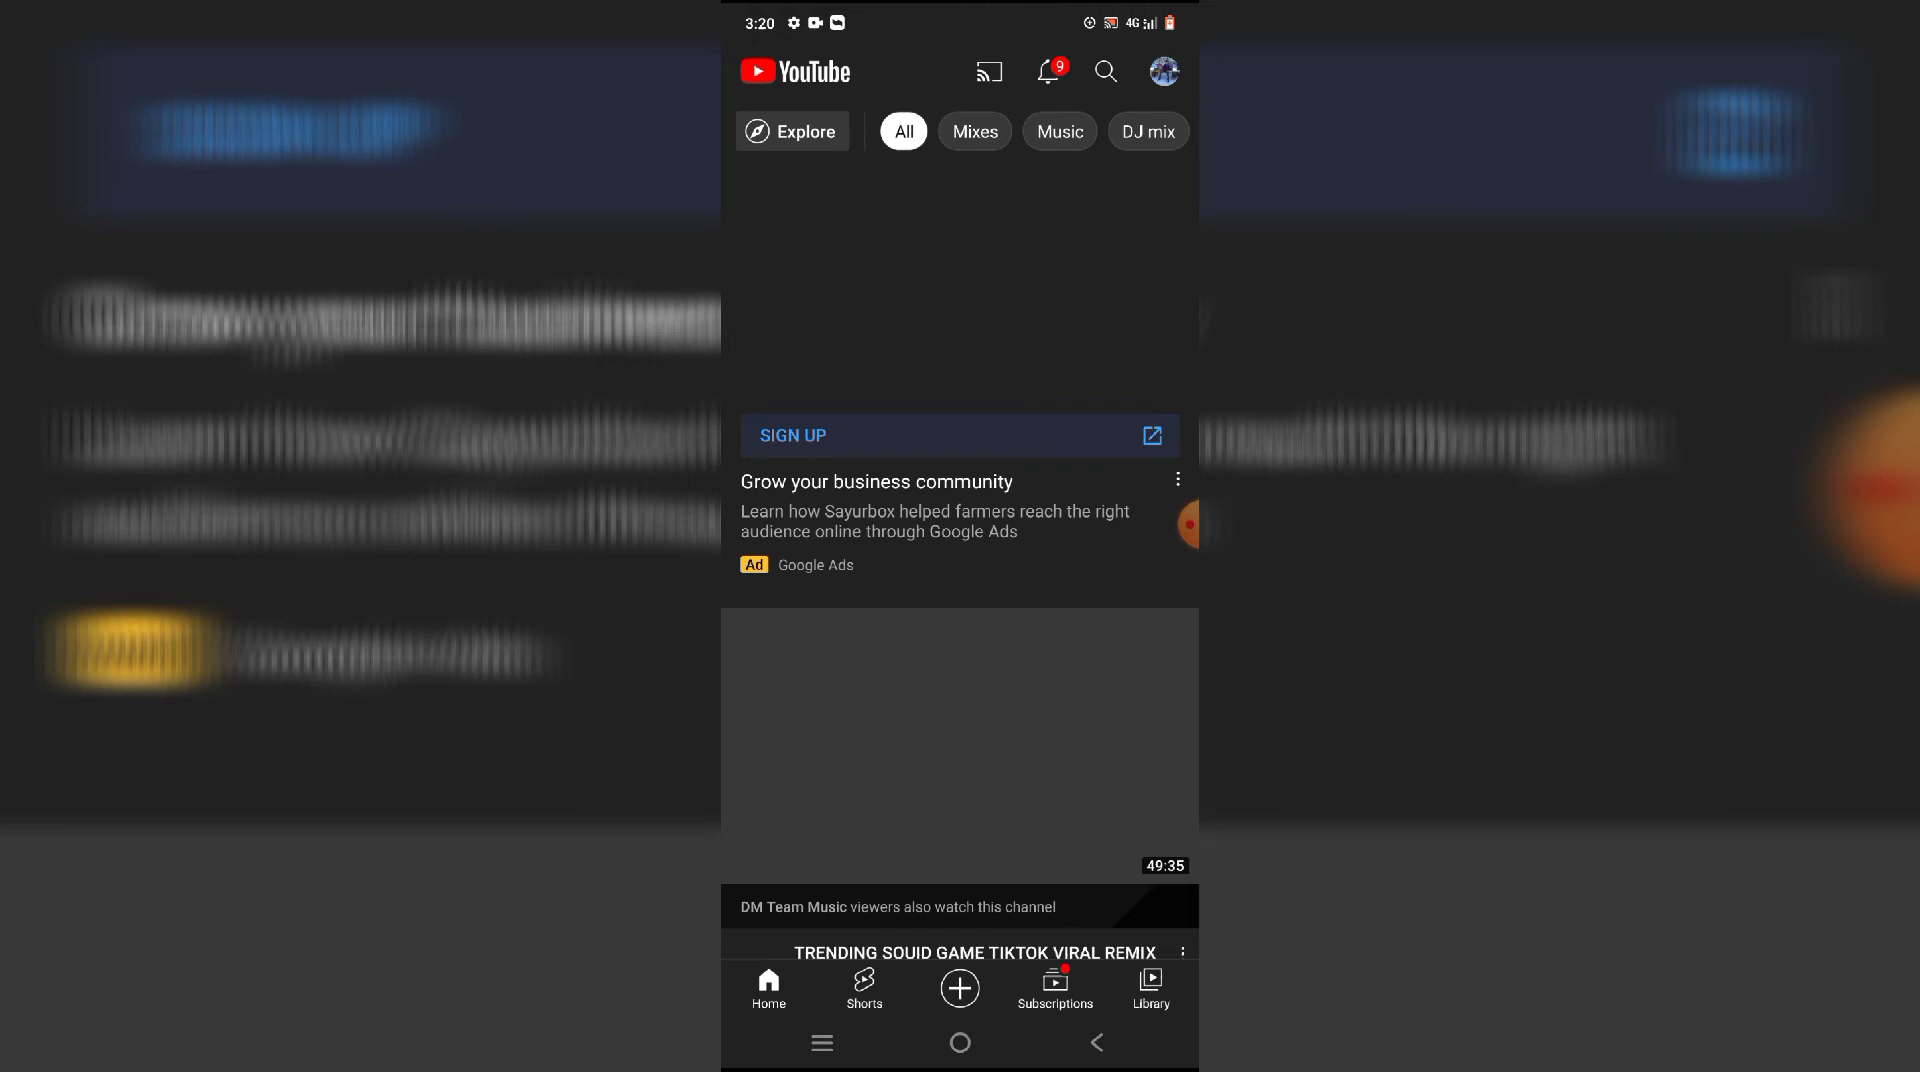 3:20
4G
YouTube
9
Explore
All
Mixes
Music
DJ mix
SIGN UP
Grow your business community
Learn how Sayurbox helped farmers reach the right
audience online through Google Ads
Ad Google Ads
49:35
DM Team Music viewers also watch this channel
TRENDING SQUID GAME TIKTOK VIRAL REMIX
Home
Shorts
Subscriptions
Library